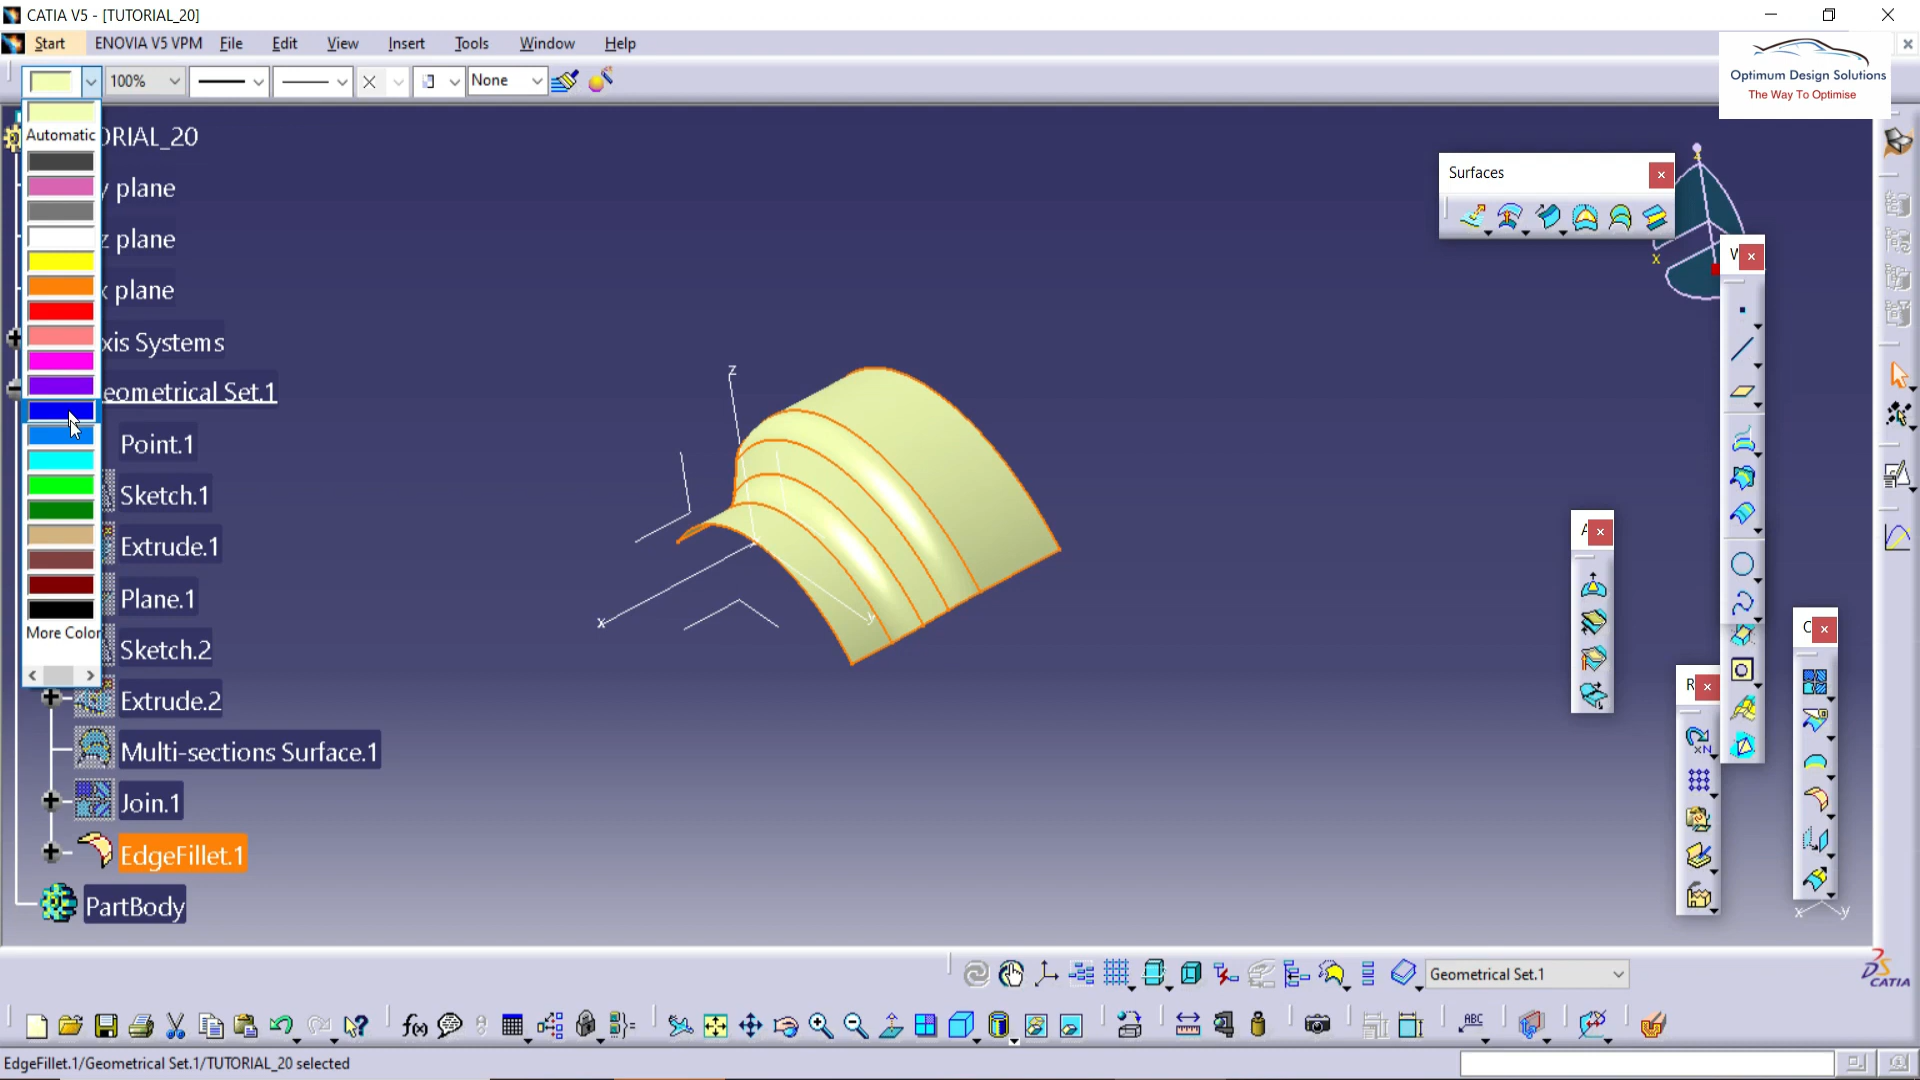 CATIA V5 - [TUTORIAL_20]
Start ENOVIA V5 VPM File Edit View Insert Tools Window Help
Optimum Design Solutions
The Way To Optimise
100% None
Automatic
More Color
ORIAL_20
y plane
z plane
x plane
xis Systems
eometrical Set.1
Point.1
Sketch.1
Extrude.1
Plane.1
Sketch.2
Extrude.2
Multi-sections Surface.1
Join.1
EdgeFillet.1
PartBody
z
x
y
Surfaces
x
W
A
R
C
x y
Geometrical Set.1
DS CATIA
f(x)
ABC
EdgeFillet.1/Geometrical Set.1/TUTORIAL_20 selected